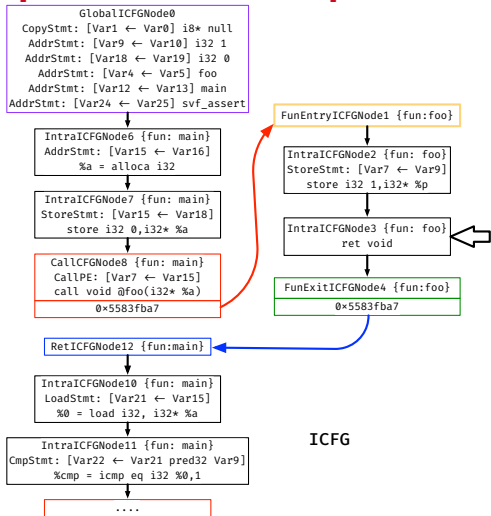 GlobalICFGNode0
CopyStmt: [Var1 ← Var0] i8* null
AddrStmt: [Var9 ← Var10] i32 1
AddrStmt: [Var18 ← Var19] i32 0
AddrStmt: [Var4 ← Var5] foo
AddrStmt: [Var12 ← Var13] main
AddrStmt: [Var24 ← Var25] svf_assert
IntraICFGNode6 {fun: main}
AddrStmt: [Var15 ← Var16]
%a = alloca i32
IntraICFGNode7 {fun: main}
StoreStmt: [Var15 ← Var18]
store i32 0,i32* %a
CallCFGNode8 {fun: main}
CallPE: [Var7 ← Var15]
call void @foo(i32* %a)
0×5583fba7
FunEntryICFGNode1 {fun:foo}
IntraICFGNode2 {fun: foo}
StoreStmt: [Var7 ← Var9]
store i32 1,i32* %p
IntraICFGNode3 {fun: foo}
ret void
FunExitICFGNode4 {fun:foo}
0×5583fba7
RetICFGNode12 {fun:main}
IntraICFGNode10 {fun: main}
LoadStmt: [Var21 ← Var15]
%0 = load i32, i32* %a
IntraICFGNode11 {fun: main}
CmpStmt: [Var22 ← Var21 pred32 Var9]
%cmp = icmp eq i32 %0,1
....
ICFG